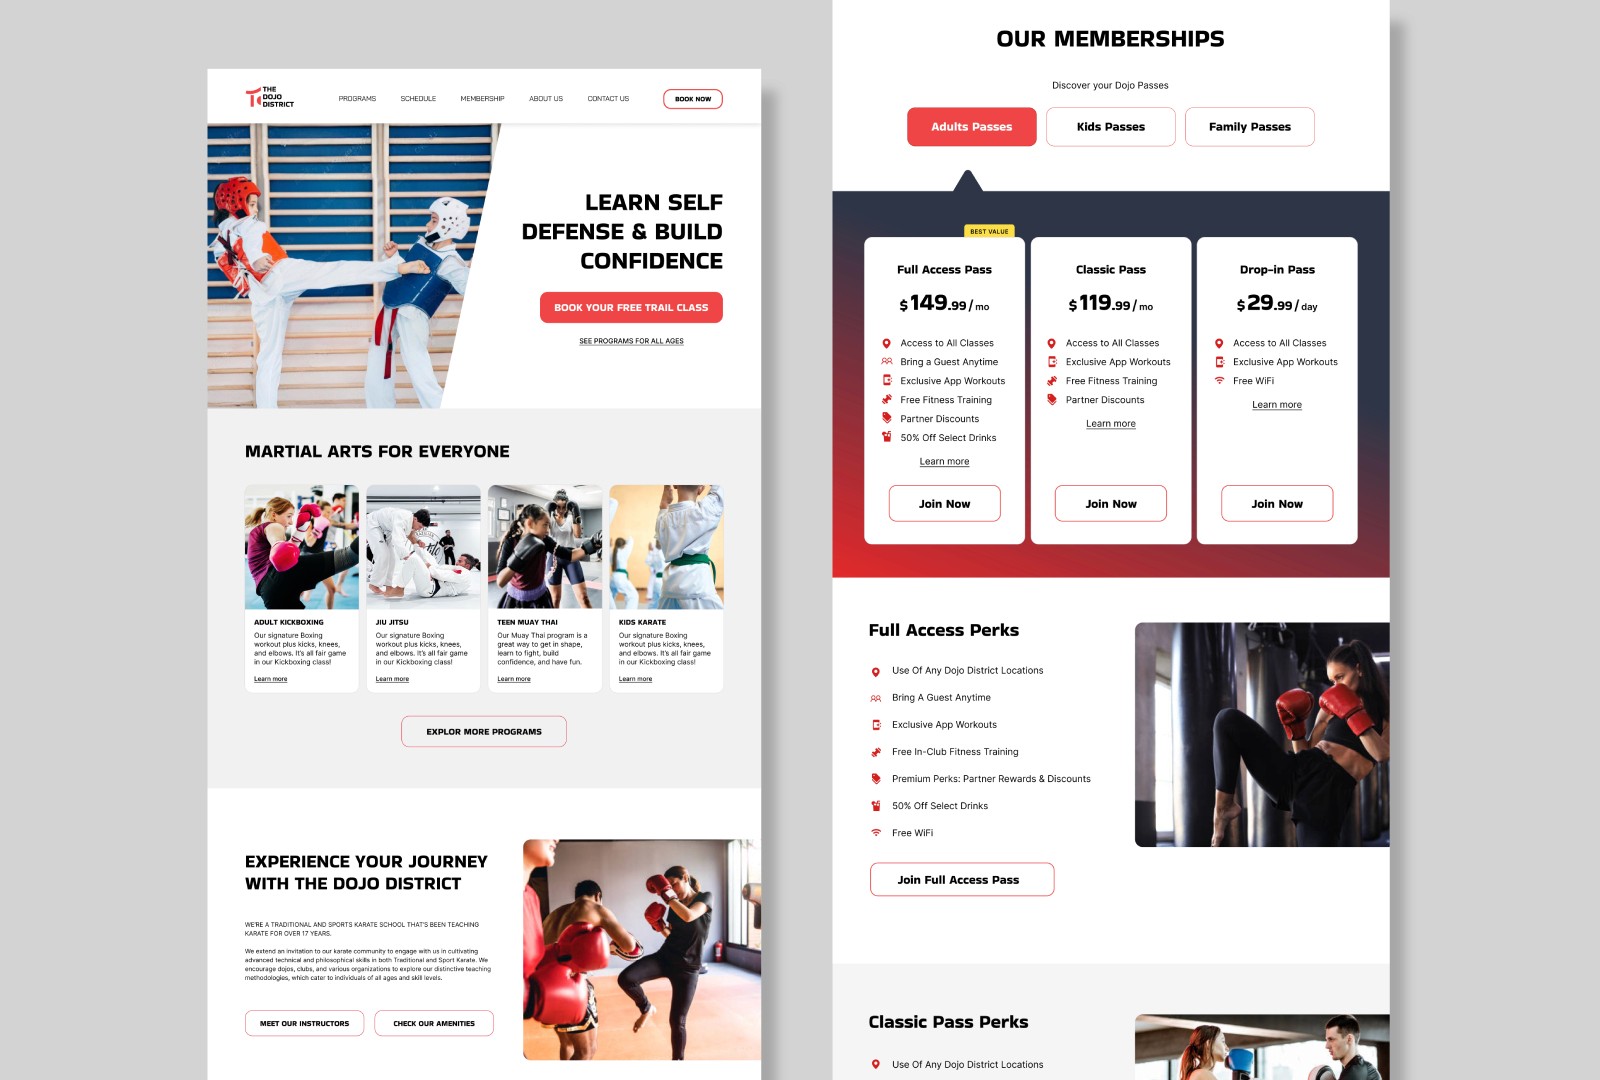 THE
DOJO
DISTRICT
PROGRAMS
SCHEDULE
MEMBERSHIP
ABOUT US
CONTACT US
BOOK NOW
LEARN SELF
DEFENSE & BUILD
CONFIDENCE
BOOK YOUR FREE TRAIL CLASS
SEE PROGRAMS FOR ALL AGES
MARTIAL ARTS FOR EVERYONE
ADULT KICKBOXING
Our signature Boxing
workout plus kicks, knees,
and elbows. It's all fair game
in our Kickboxing class!
Learn more
JIU JITSU
Our signature Boxing
workout plus kicks, knees,
and elbows. It's all fair game
in our Kickboxing class!
Learn more
TEEN MUAY THAI
Our Muay Thai program is a
great way to get in shape,
learn to fight, build
confidence, and have fun.
Learn more
KIDS KARATE
Our signature Boxing
workout plus kicks, knees,
and elbows. It's all fair game
in our Kickboxing class!
Learn more
EXPLOR MORE PROGRAMS
EXPERIENCE YOUR JOURNEY
WITH THE DOJO DISTRICT
WE'RE A TRADITIONAL AND SPORTS KARATE SCHOOL THAT'S BEEN TEACHING
KARATE FOR OVER 17 YEARS.
We extend an invitation to our karate community to engage with us in cultivating
advanced technical and philosophical skills in both Traditional and Sport Karate. We
encourage dojos, clubs, and various organizations to explore our distinctive teaching
methodologies, which cater to individuals of all ages and skill levels.
MEET OUR INSTRUCTORS
CHECK OUR AMENITIES
OUR MEMBERSHIPS
Discover your Dojo Passes
Adults Passes
Kids Passes
Family Passes
BEST VALUE
Full Access Pass
$149.99/mo
Access to All Classes
Bring a Guest Anytime
Exclusive App Workouts
Free Fitness Training
Partner Discounts
50% Off Select Drinks
Learn more
Join Now
Classic Pass
$119.99/mo
Access to All Classes
Exclusive App Workouts
Free Fitness Training
Partner Discounts
Learn more
Join Now
Drop-in Pass
$29.99/day
Access to All Classes
Exclusive App Workouts
Free WiFi
Learn more
Join Now
Full Access Perks
Use Of Any Dojo District Locations
Bring A Guest Anytime
Exclusive App Workouts
Free In-Club Fitness Training
Premium Perks: Partner Rewards & Discounts
50% Off Select Drinks
Free WiFi
Join Full Access Pass
Classic Pass Perks
Use Of Any Dojo District Locations